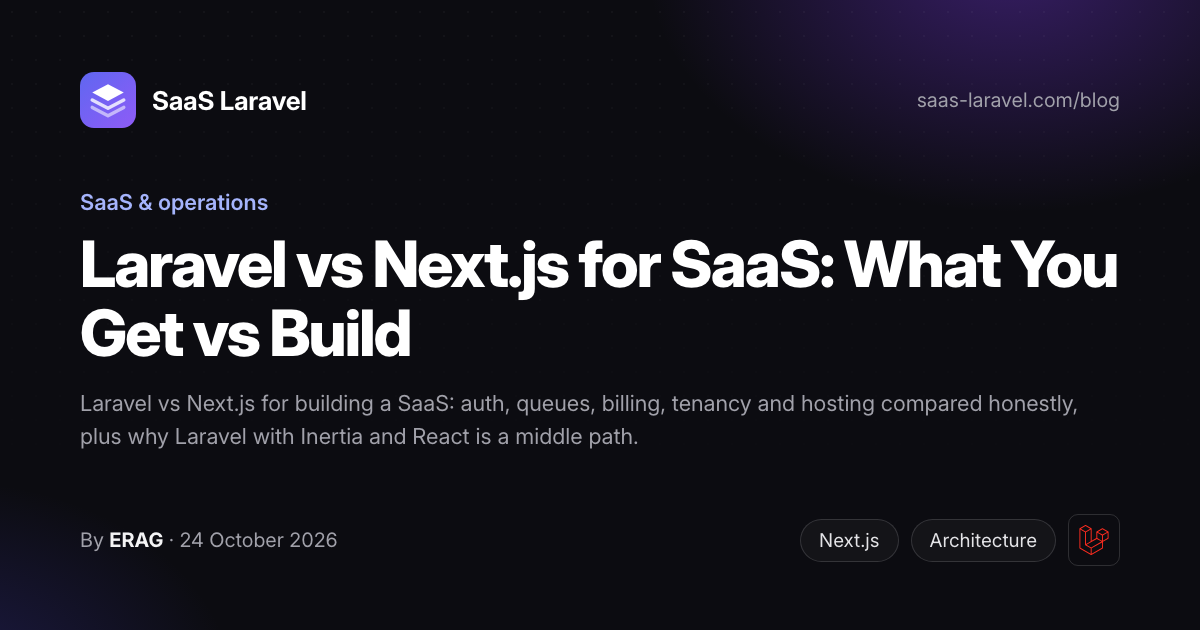 SaaS Laravel
saas-laravel.com/blog
SaaS & operations
Laravel vs Next.js for SaaS: What You
Get vs Build
Laravel vs Next.js for building a SaaS: auth, queues, billing, tenancy and hosting compared honestly,
plus why Laravel with Inertia and React is a middle path.
By ERAG · 24 October 2026
Next.js
Architecture